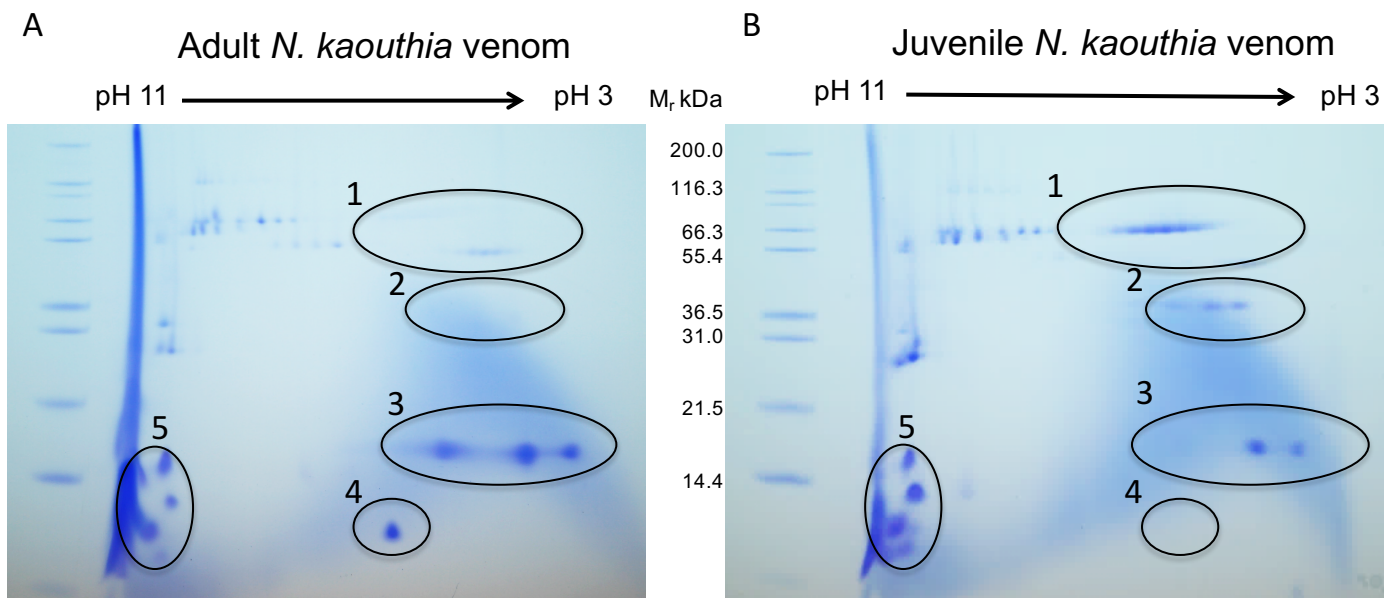 A
Adult N. kaouthia venom
pH 11
pH 3
1
2
3
4
5
Mr kDa
200.0
116.3
66.3
55.4
36.5
31.0
21.5
14.4
B
Juvenile N. kaouthia venom
pH 11
pH 3
1
2
3
4
5